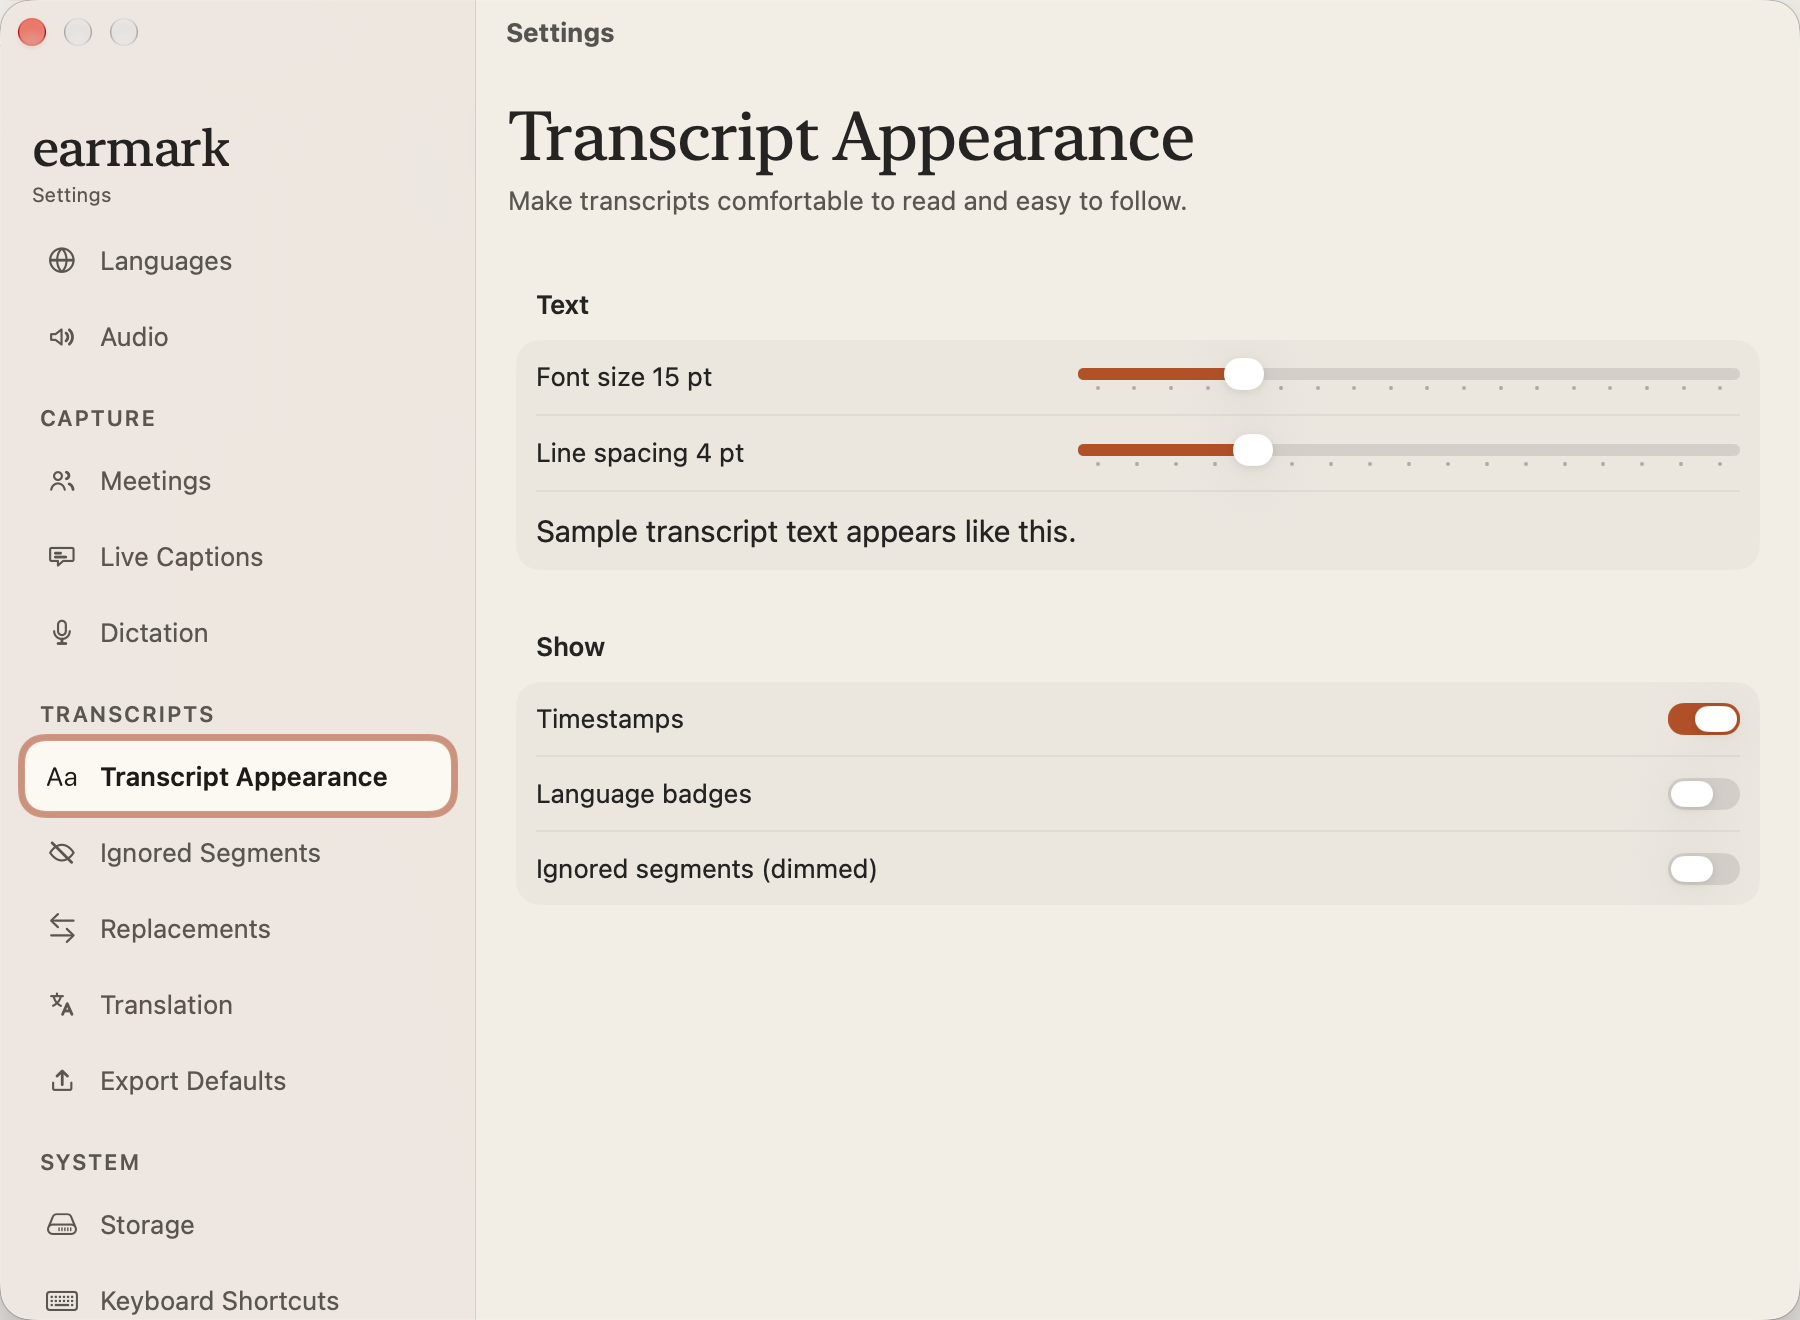 Settings
earmark
Settings
Languages
Audio
CAPTURE
Meetings
Live Captions
Dictation
TRANSCRIPTS
Aa Transcript Appearance
Ignored Segments
Replacements
Translation
Export Defaults
SYSTEM
Storage
Keyboard Shortcuts
Transcript Appearance
Make transcripts comfortable to read and easy to follow.
Text
Font size 15 pt
Line spacing 4 pt
Sample transcript text appears like this.
Show
Timestamps
Language badges
Ignored segments (dimmed)